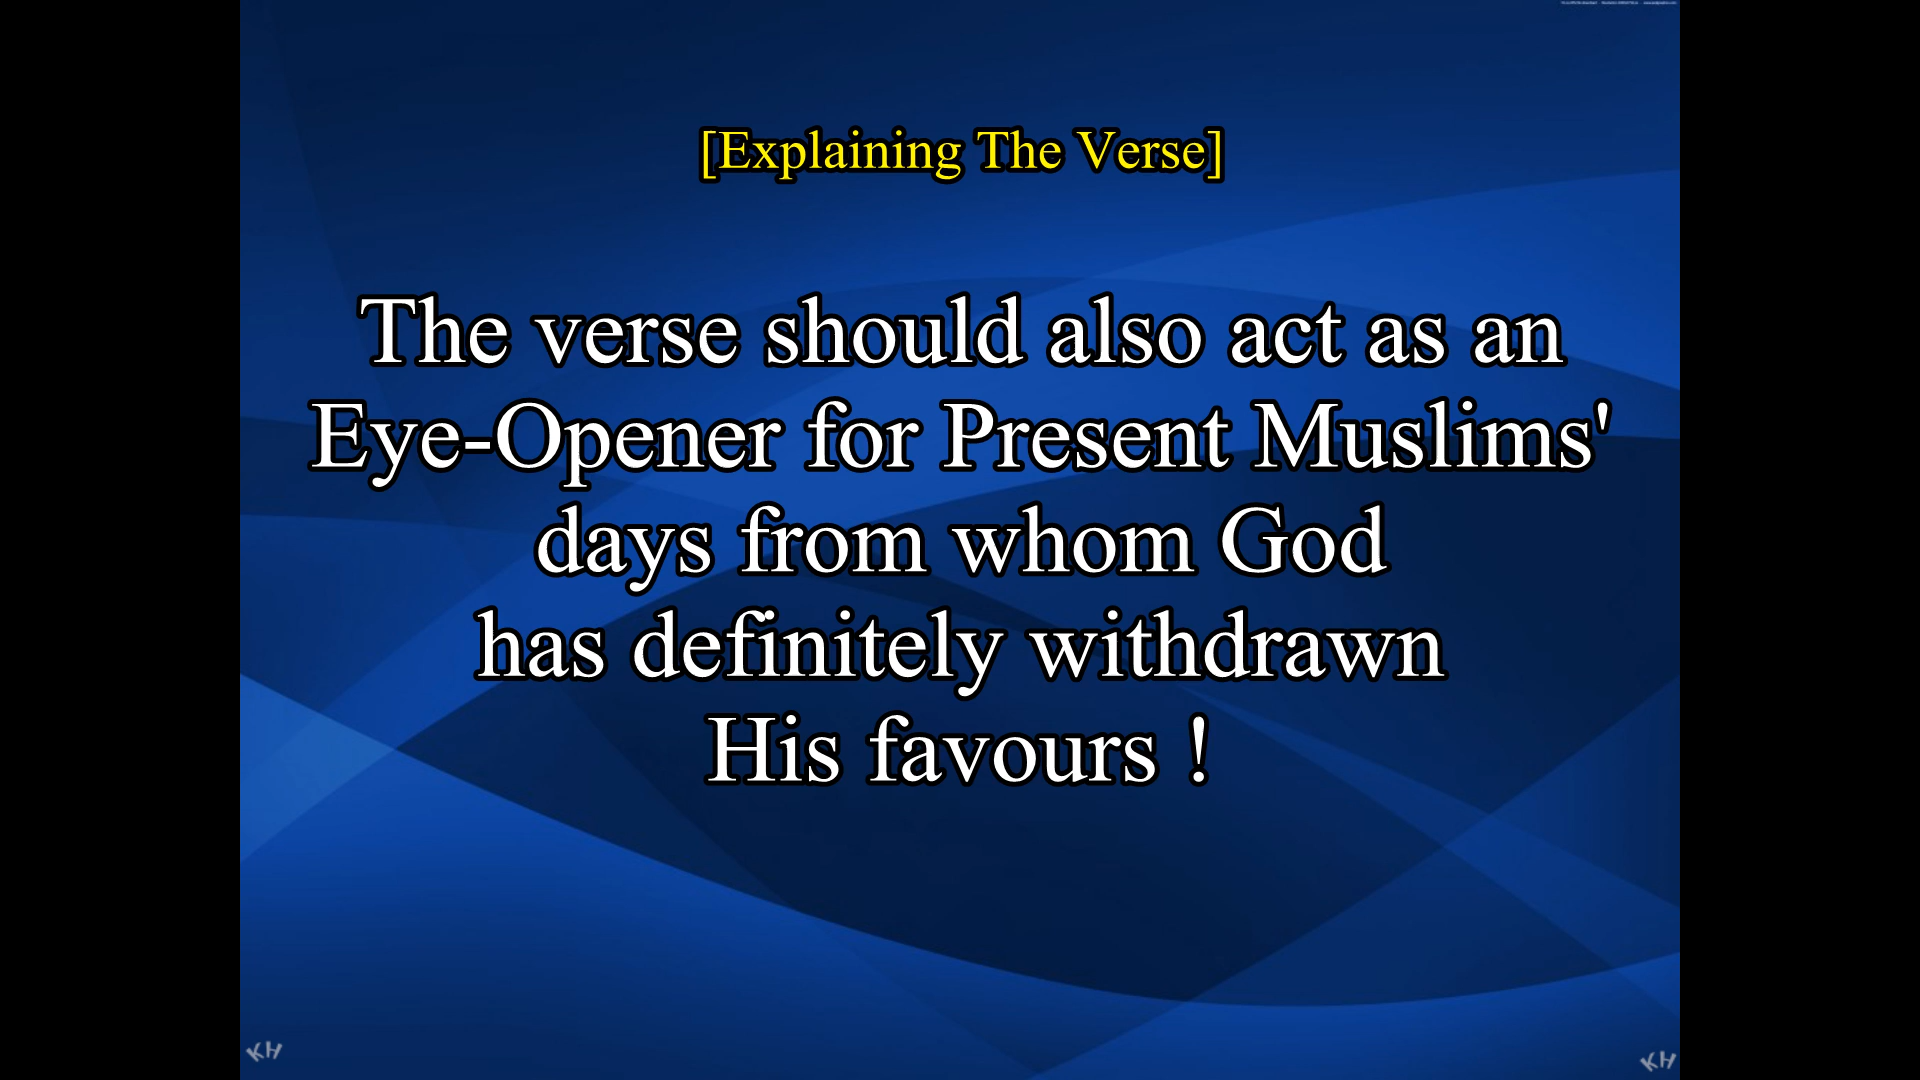 [Explaining The Verse]
The verse should also act as an
Eye-Opener for Present Muslims'
days from whom God
has definitely withdrawn
His favours !
KH
KH